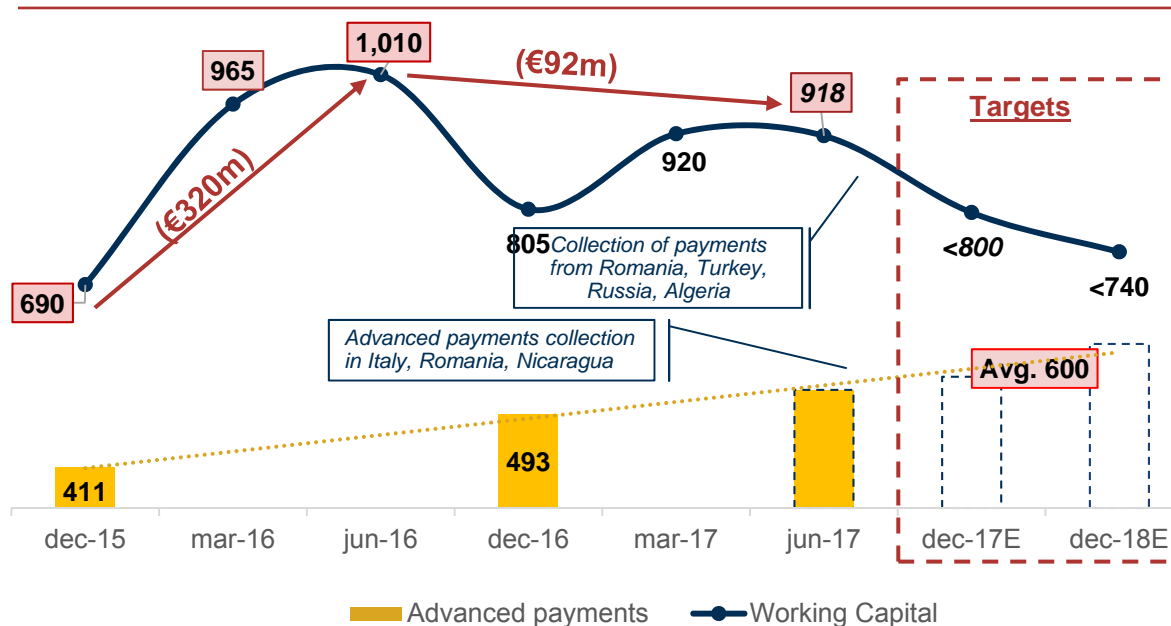 1,010
(€92m)
965
918
Targets
(€320m)
920
805
Collection of payments
from Romania, Turkey,
Russia, Algeria
<800
690
<740
Advanced payments collection
in Italy, Romania, Nicaragua
Avg. 600
493
411
dec-15 mar-16 jun-16 dec-16 mar-17 jun-17 dec-17E dec-18E
Advanced payments Working Capital